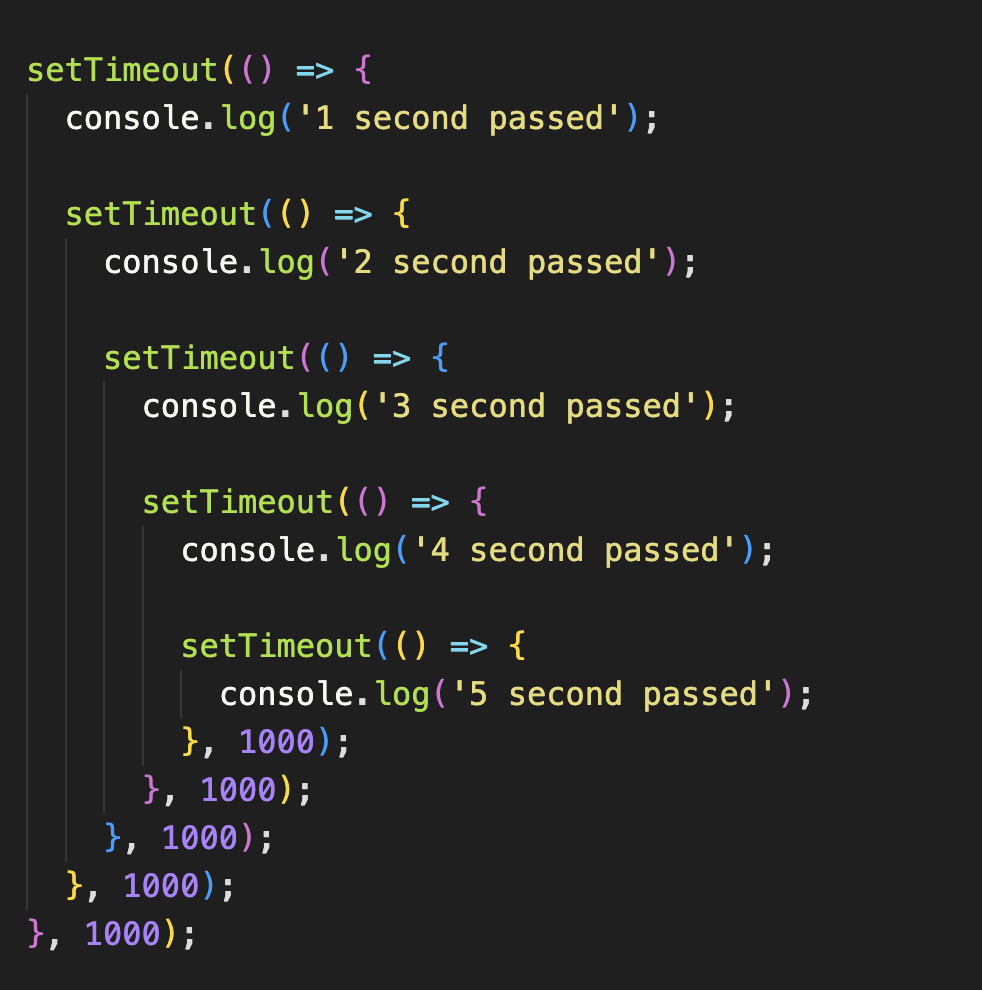 setTimeout(() => {
  console.log('1 second passed');

  setTimeout(() => {
    console.log('2 second passed');

    setTimeout(() => {
      console.log('3 second passed');

      setTimeout(() => {
        console.log('4 second passed');

        setTimeout(() => {
          console.log('5 second passed');
        }, 1000);
      }, 1000);
    }, 1000);
  }, 1000);
}, 1000);